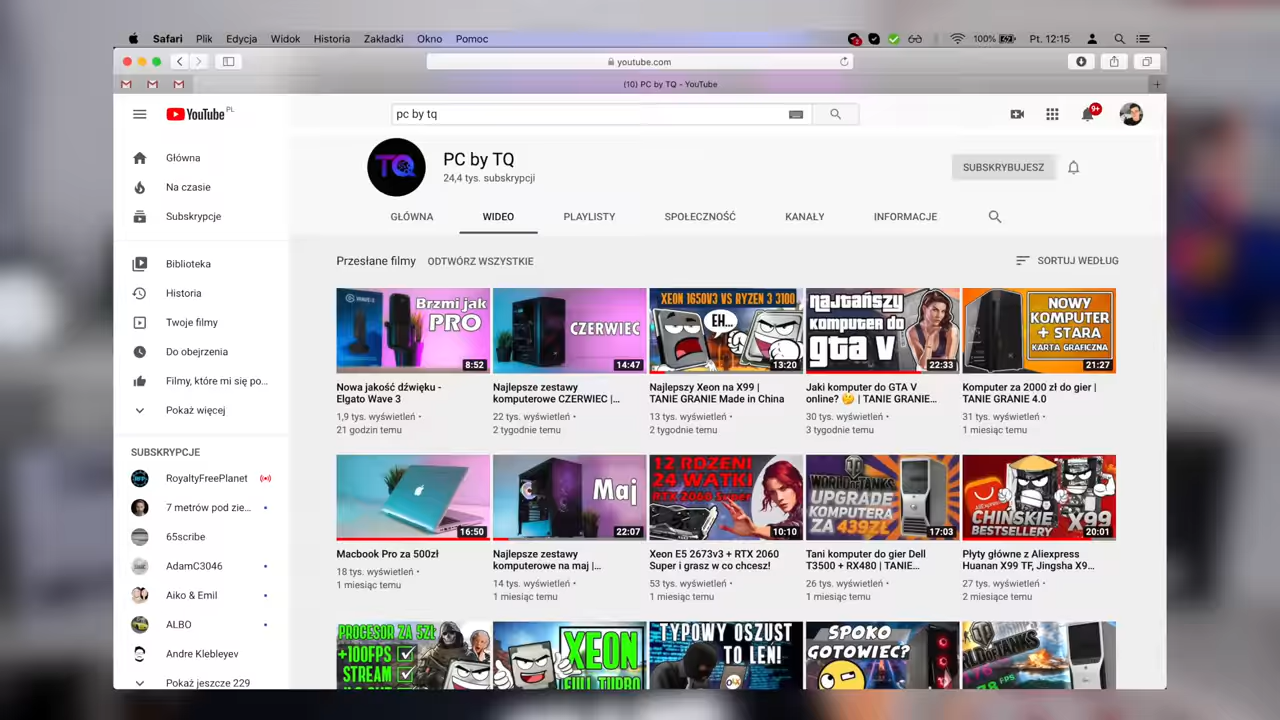 Safari Plik Edycja Widok Historia Zakładki Okno Pomoc
2 100% Pt. 12:15
youtube.com
(10) PC by TQ - YouTube
YouTube PL
pc by tq
9+
Główna
Na czasie
Subskrypcje
Biblioteka
Historia
Twoje filmy
Do obejrzenia
Filmy, które mi się po...
Pokaż więcej
SUBSKRYPCJE
RoyaltyFreePlanet
7 metrów pod zie...
65scribe
AdamC3046
Aiko & Emil
ALBO
Andre Klebleyev
Pokaż jeszcze 229
TQ
PC by TQ
24,4 tys. subskrypcji
SUBSKRYBUJESZ
GŁÓWNA WIDEO PLAYLISTY SPOŁECZNOŚĆ KANAŁY INFORMACJE
Przesłane filmy ODTWÓRZ WSZYSTKIE
SORTUJ WEDŁUG
Brzmi jak
PRO
8:52
Nowa jakość dźwięku -
Elgato Wave 3
1,9 tys. wyświetleń •
21 godzin temu
CZERWIEC
14:47
Najlepsze zestawy
komputerowe CZERWIEC |...
22 tys. wyświetleń •
2 tygodnie temu
XEON 1650V3 VS RYZEN 3 3100
EH...
13:20
Najlepszy Xeon na X99 |
TANIE GRANIE Made in China
13 tys. wyświetleń •
2 tygodnie temu
najtańszy
komputer do
gta V
22:33
Jaki komputer do GTA V
online? 🤔 | TANIE GRANIE...
30 tys. wyświetleń •
3 tygodnie temu
NOWY
KOMPUTER
+ STARA
KARTA GRAFICZNA
21:27
Komputer za 2000 zł do gier |
TANIE GRANIE 4.0
31 tys. wyświetleń •
1 miesiąc temu
16:50
Macbook Pro za 500zł
18 tys. wyświetleń •
1 miesiąc temu
Maj
22:07
Najlepsze zestawy
komputerowe na maj |...
14 tys. wyświetleń •
1 miesiąc temu
12 RDZENI
24 WĄTKI
RTX 2060 Super
10:10
Xeon E5 2673v3 + RTX 2060
Super i grasz w co chcesz!
53 tys. wyświetleń •
1 miesiąc temu
WORLD OF TANKS
UPGRADE
KOMPUTERA
ZA 439ZŁ
17:03
Tani komputer do gier Dell
T3500 + RX480 | TANIE...
26 tys. wyświetleń •
1 miesiąc temu
AliExpress
CHIŃSKIE
BESTSELLERY
X99
20:01
Płyty główne z Aliexpress
Huanan X99 TF, Jingsha X9...
27 tys. wyświetleń •
2 miesiące temu
PROCESOR ZA 5ZŁ
+100FPS
STREAM
XEON
FULL TURBO
TYPOWY OSZUST
TO LEŃ!
OLX
SPOKO
GOTOWIEC?